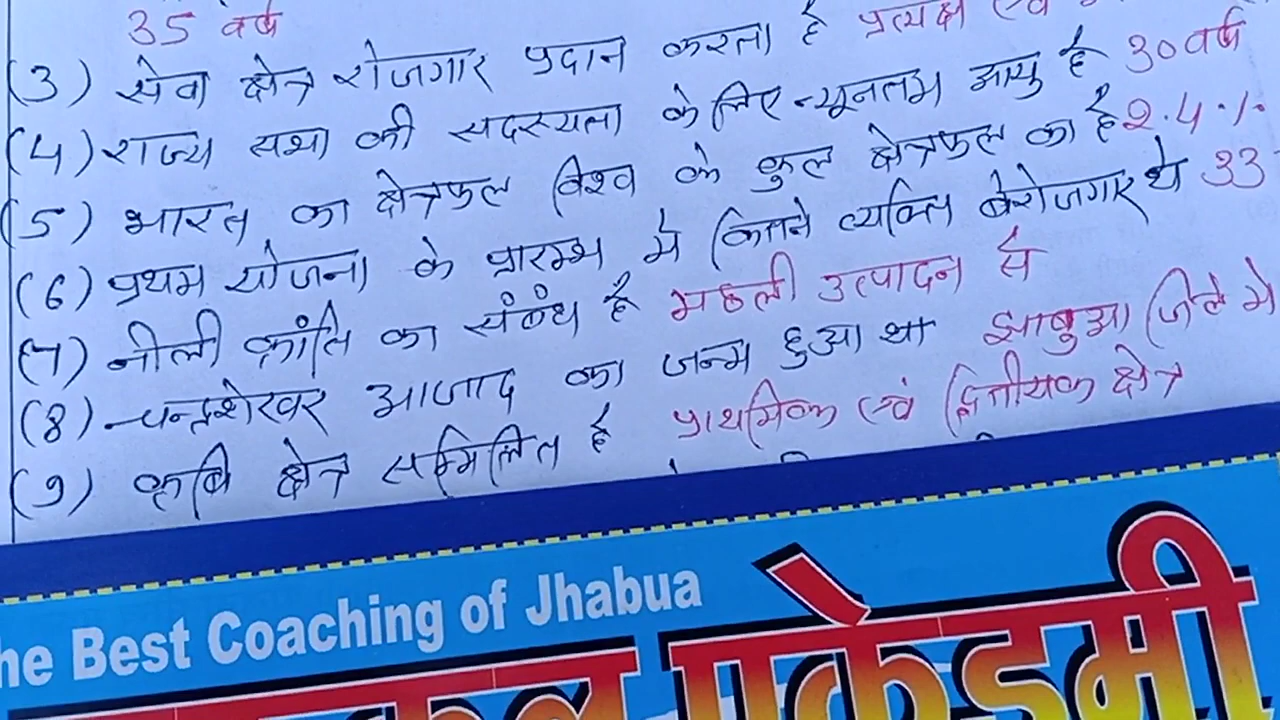 35 वर्ष
(3) सेवा क्षेत्र रोजगार प्रदान करता है प्रत्यक्ष एवं
(4) राज्य सभा की सदस्यता के लिए न्यूनतम आयु है 30 वर्ष
(5) भारत का क्षेत्रफल विश्व के कुल क्षेत्रफल का है 2.4 %
(6) प्रथम योजना के प्रारम्भ में कितने व्यक्ति बेरोजगार थे 33
(7) नीली क्रांति का संबंध है मछली उत्पादन से
(8) चन्द्रशेखर आजाद का जन्म हुआ था झाबुआ जिले में
(9) कृषि क्षेत्र सम्मिलित है प्राथमिक एवं द्वितीयक क्षेत्र
he Best Coaching of Jhabua
एकेडमी